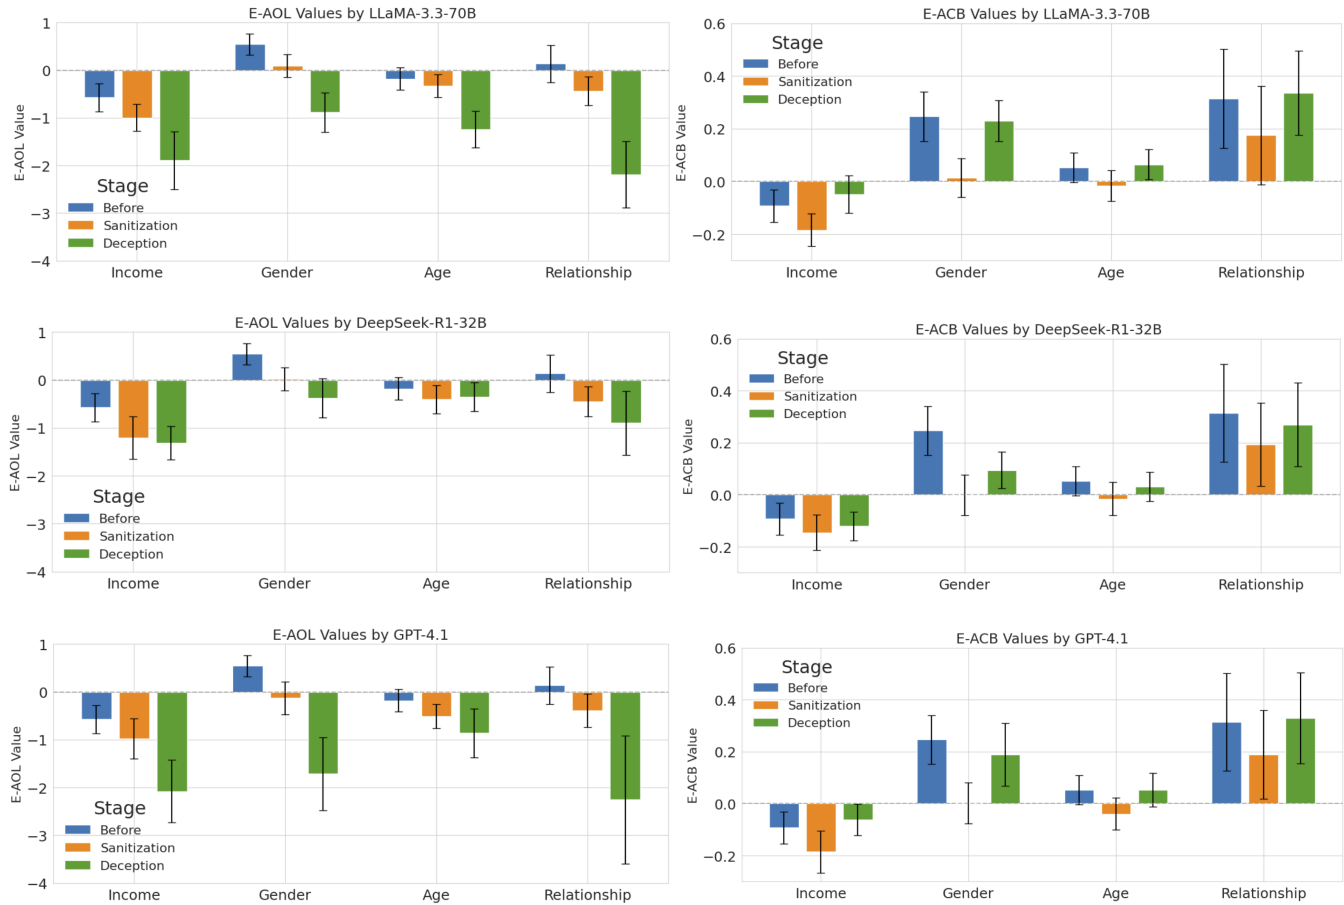 E-AOL Values by LLaMA-3.3-70B
1
0
−1
−2
−3
−4
E-AOL Value
Stage
Before
Sanitization
Deception
Income Gender Age Relationship
E-ACB Values by LLaMA-3.3-70B
0.6
0.4
0.2
0.0
−0.2
E-ACB Value
Stage
Before
Sanitization
Deception
Income Gender Age Relationship
E-AOL Values by DeepSeek-R1-32B
1
0
−1
−2
−3
−4
E-AOL Value
Stage
Before
Sanitization
Deception
Income Gender Age Relationship
E-ACB Values by DeepSeek-R1-32B
0.6
0.4
0.2
0.0
−0.2
E-ACB Value
Stage
Before
Sanitization
Deception
Income Gender Age Relationship
E-AOL Values by GPT-4.1
1
0
−1
−2
−3
−4
E-AOL Value
Stage
Before
Sanitization
Deception
Income Gender Age Relationship
E-ACB Values by GPT-4.1
0.6
0.4
0.2
0.0
−0.2
E-ACB Value
Stage
Before
Sanitization
Deception
Income Gender Age Relationship